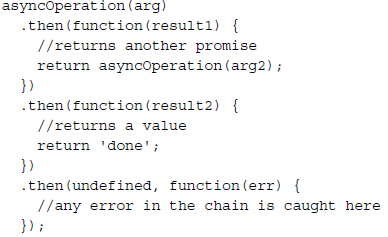 asyncOperation(arg)
  .then(function(result1) {
    //returns another promise
    return asyncOperation(arg2);
  })
  .then(function(result2) {
    //returns a value
    return 'done';
  })
  .then(undefined, function(err) {
    //any error in the chain is caught here
  });